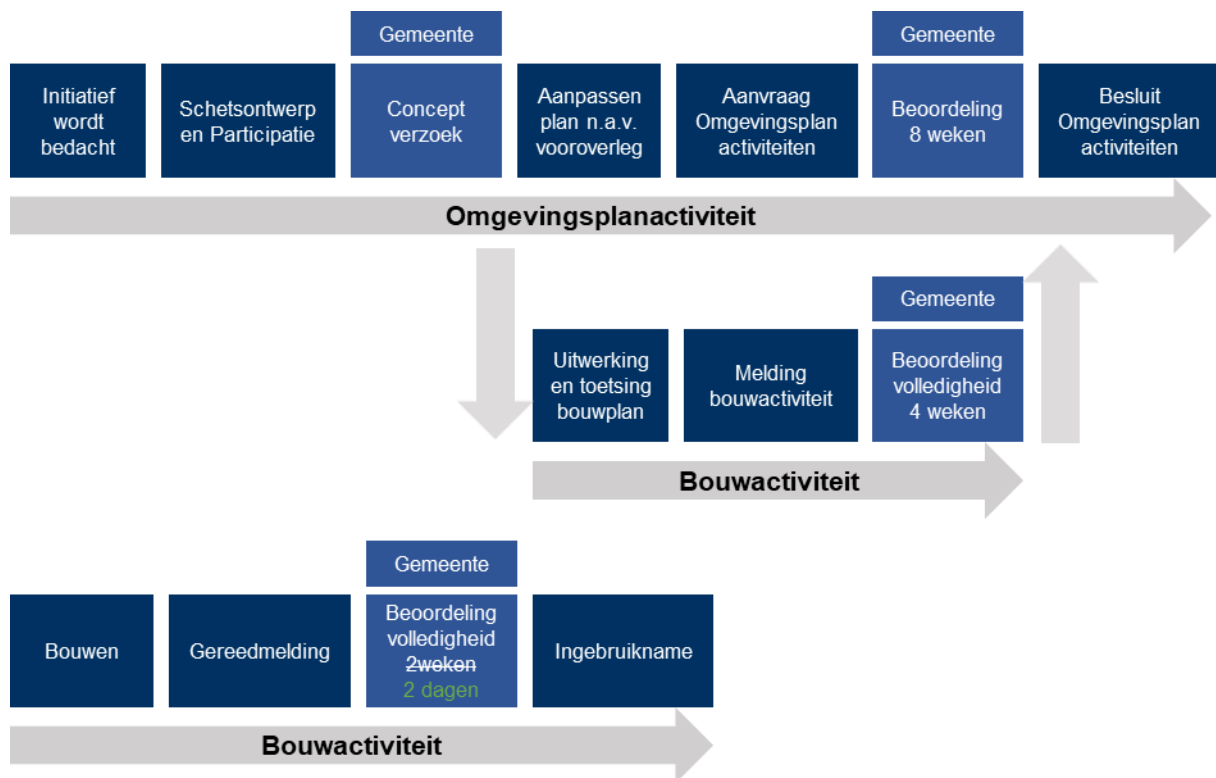 Gemeente
Gemeente
Initiatief
wordt
bedacht
Schetsontwerp
en Participatie
Concept
verzoek
Aanpassen
plan n.a.v.
vooroverleg
Aanvraag
Omgevingsplan
activiteiten
Beoordeling
8 weken
Besluit
Omgevingsplan
activiteiten
Omgevingsplanactiviteit
Gemeente
Uitwerking
en toetsing
bouwplan
Melding
bouwactiviteit
Beoordeling
volledigheid
4 weken
Bouwactiviteit
Gemeente
Bouwen
Gereedmelding
Beoordeling
volledigheid
2weken
2 dagen
Ingebruikname
Bouwactiviteit